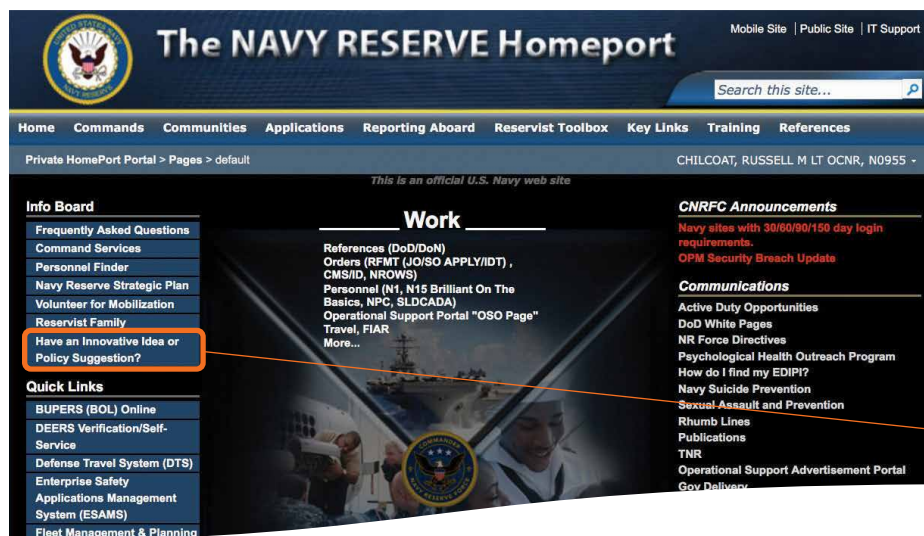 The NAVY RESERVE Homeport
Mobile Site | Public Site | IT Support
Search this site...
Home Commands Communities Applications Reporting Aboard Reservist Toolbox Key Links Training References
Private HomePort Portal > Pages > default
CHILCOAT, RUSSELL M LT OCNR, N0955
This is an official U.S. Navy web site
Info Board
Frequently Asked Questions
Command Services
Personnel Finder
Navy Reserve Strategic Plan
Volunteer for Mobilization
Reservist Family
Have an Innovative Idea or
Policy Suggestion?
Quick Links
BUPERS (BOL) Online
DEERS Verification/Self-
Service
Defense Travel System (DTS)
Enterprise Safety
Applications Management
System (ESAMS)
Fleet Management & Planning
Work
References (DoD/DoN)
Orders (RFMT (JO/SO APPLY/IDT) ,
CMS/ID, NROWS)
Personnel (N1, N15 Brilliant On The
Basics, NPC, SLDCADA)
Operational Support Portal "OSO Page"
Travel, FIAR
More...
COMMANDER
NAVY RESERVE FORCE
CNRFC Announcements
Navy sites with 30/60/90/150 day login
requirements.
OPM Security Breach Update
Communications
Active Duty Opportunities
DoD White Pages
NR Force Directives
Psychological Health Outreach Program
How do I find my EDIPI?
Navy Suicide Prevention
Sexual Assault and Prevention
Rhumb Lines
Publications
TNR
Operational Support Advertisement Portal
Gov Delivery